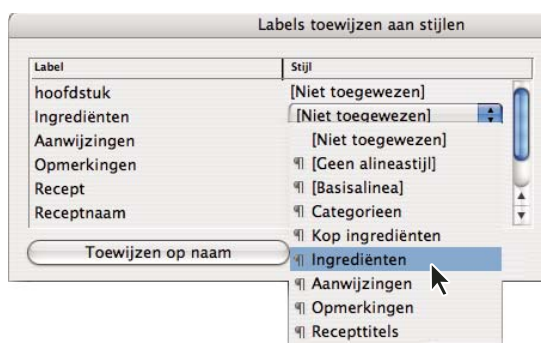 Labels toewijzen aan stijlen
Label Stijl
hoofdstuk [Niet toegewezen]
Ingrediënten [Niet toegewezen]
Aanwijzingen [Niet toegewezen]
Opmerkingen ¶ [Geen alineastijl]
Recept ¶ [Basisalinea]
Receptnaam ¶ Categorieen
¶ Kop ingrediënten
Toewijzen op naam ¶ Ingrediënten
¶ Aanwijzingen
¶ Opmerkingen
¶ Recepttitels